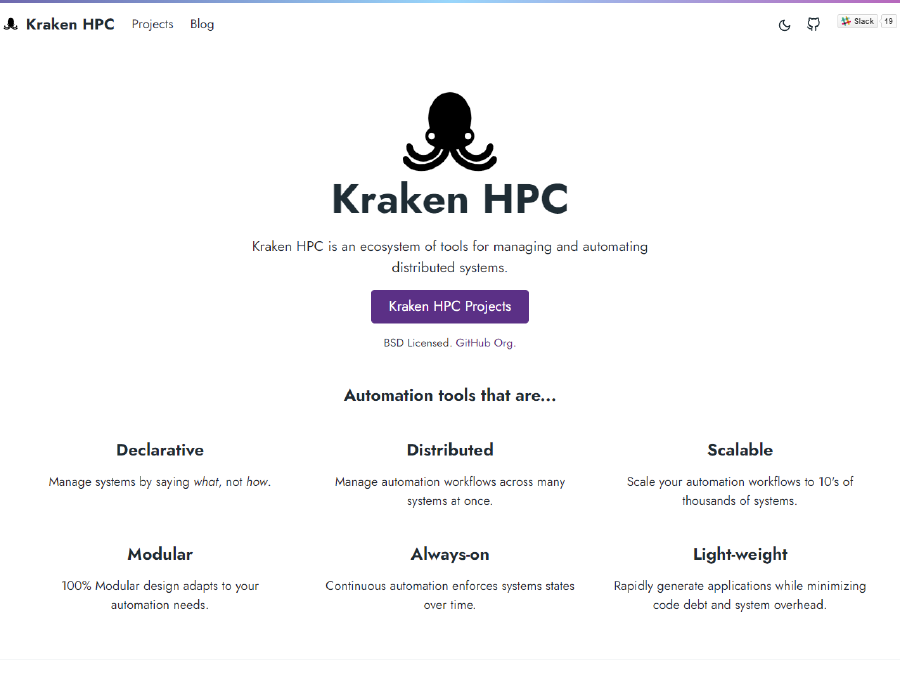 Kraken HPC Projects Blog Slack 19
Kraken HPC
Kraken HPC is an ecosystem of tools for managing and automating
distributed systems.
Kraken HPC Projects
BSD Licensed. GitHub Org.
Automation tools that are...
Declarative
Manage systems by saying what, not how.
Distributed
Manage automation workflows across many
systems at once.
Scalable
Scale your automation workflows to 10's of
thousands of systems.
Modular
100% Modular design adapts to your
automation needs.
Always-on
Continuous automation enforces systems states
over time.
Light-weight
Rapidly generate applications while minimizing
code debt and system overhead.